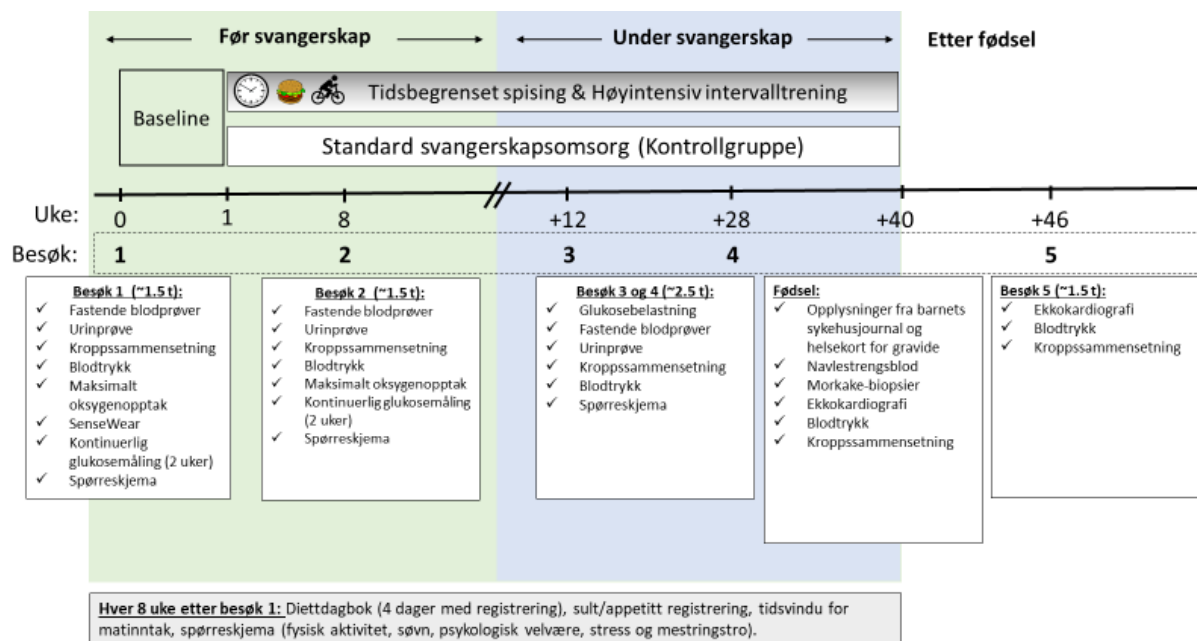 Før svangerskap
Under svangerskap
Etter fødsel
Baseline
Tidsbegrenset spising & Høyintensiv intervalltrening
Standard svangerskapsomsorg (Kontrollgruppe)
Uke: 0 1 8 +12 +28 +40 +46
Besøk: 1 2 3 4 5
Besøk 1 (~1.5 t):
✓ Fastende blodprøver
✓ Urinprøve
✓ Kroppssammensetning
✓ Blodtrykk
✓ Maksimalt
oksygenopptak
✓ SenseWear
✓ Kontinuerlig
glukosemåling (2 uker)
✓ Spørreskjema
Besøk 2 (~1.5 t):
✓ Fastende blodprøver
✓ Urinprøve
✓ Kroppssammensetning
✓ Blodtrykk
✓ Maksimalt oksygenopptak
✓ Kontinuerlig glukosemåling
(2 uker)
✓ Spørreskjema
Besøk 3 og 4 (~2.5 t):
✓ Glukosebelastning
✓ Fastende blodprøver
✓ Urinprøve
✓ Kroppssammensetning
✓ Blodtrykk
✓ Spørreskjema
Fødsel:
✓ Opplysninger fra barnets
sykehusjournal og
helsekort for gravide
✓ Navlestrengsblod
✓ Morkake-biopsier
✓ Ekkokardiografi
✓ Blodtrykk
✓ Kroppssammensetning
Besøk 5 (~1.5 t):
✓ Ekkokardiografi
✓ Blodtrykk
✓ Kroppssammensetning
Hver 8 uke etter besøk 1: Diettdagbok (4 dager med registrering), sult/appetitt registrering, tidsvindu for
matinntak, spørreskjema (fysisk aktivitet, søvn, psykologisk velvære, stress og mestringstro).